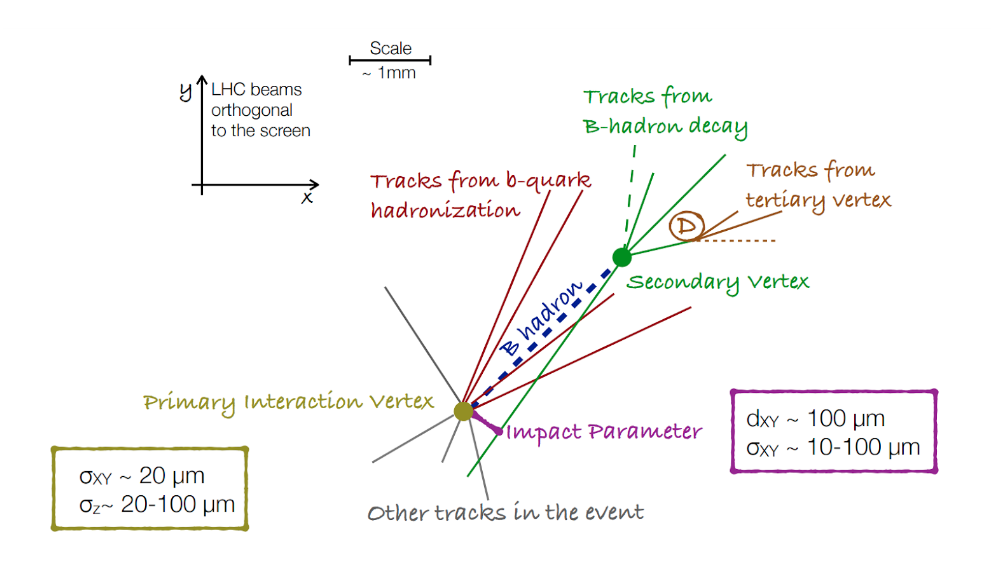 Scale
~ 1mm
y
LHC beams
orthogonal
to the screen
x
Tracks from
B-hadron decay
Tracks from b-quark
hadronization
Tracks from
tertiary vertex
D
Secondary Vertex
B hadron
Primary Interaction Vertex
Impact Parameter
dXY ~ 100 μm
σXY ~ 10-100 μm
σXY ~ 20 μm
σZ~ 20-100 μm
Other tracks in the event